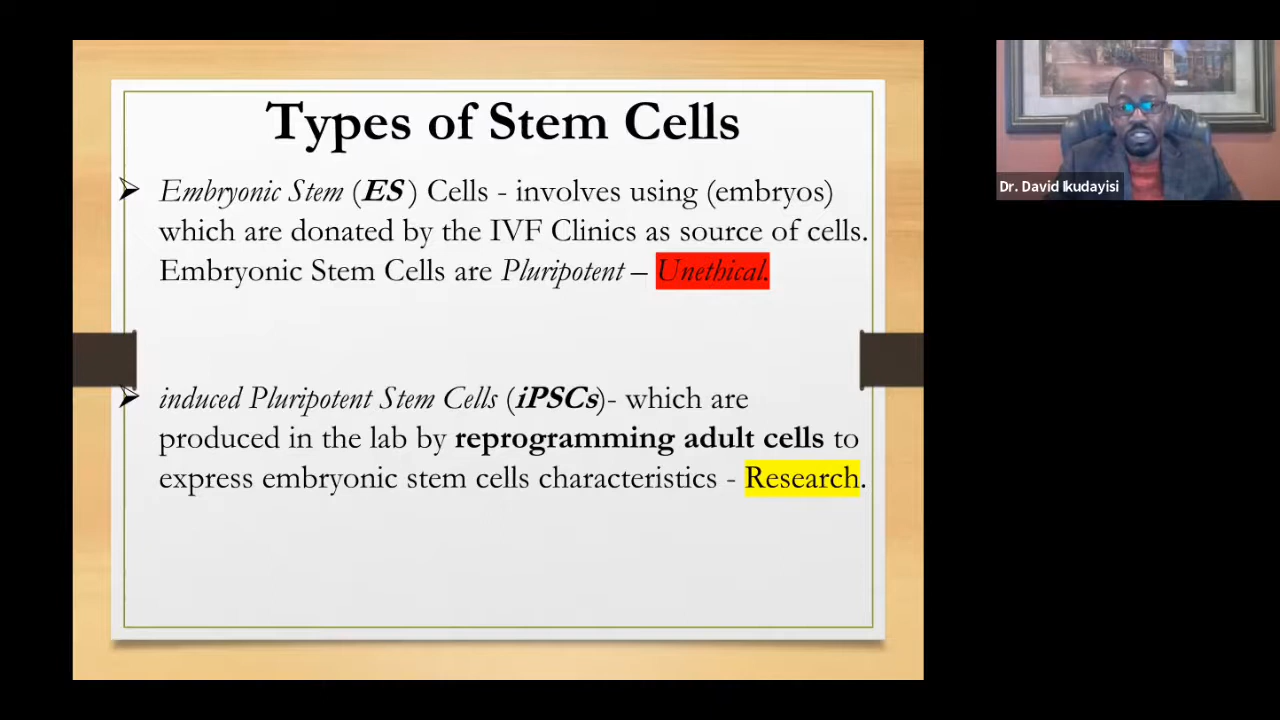 Types of Stem Cells
➢ Embryonic Stem (ES ) Cells - involves using (embryos)
which are donated by the IVF Clinics as source of cells.
Embryonic Stem Cells are Pluripotent – Unethical.
➢ induced Pluripotent Stem Cells (iPSCs)- which are
produced in the lab by reprogramming adult cells to
express embryonic stem cells characteristics - Research.
Dr. David Ikudayisi